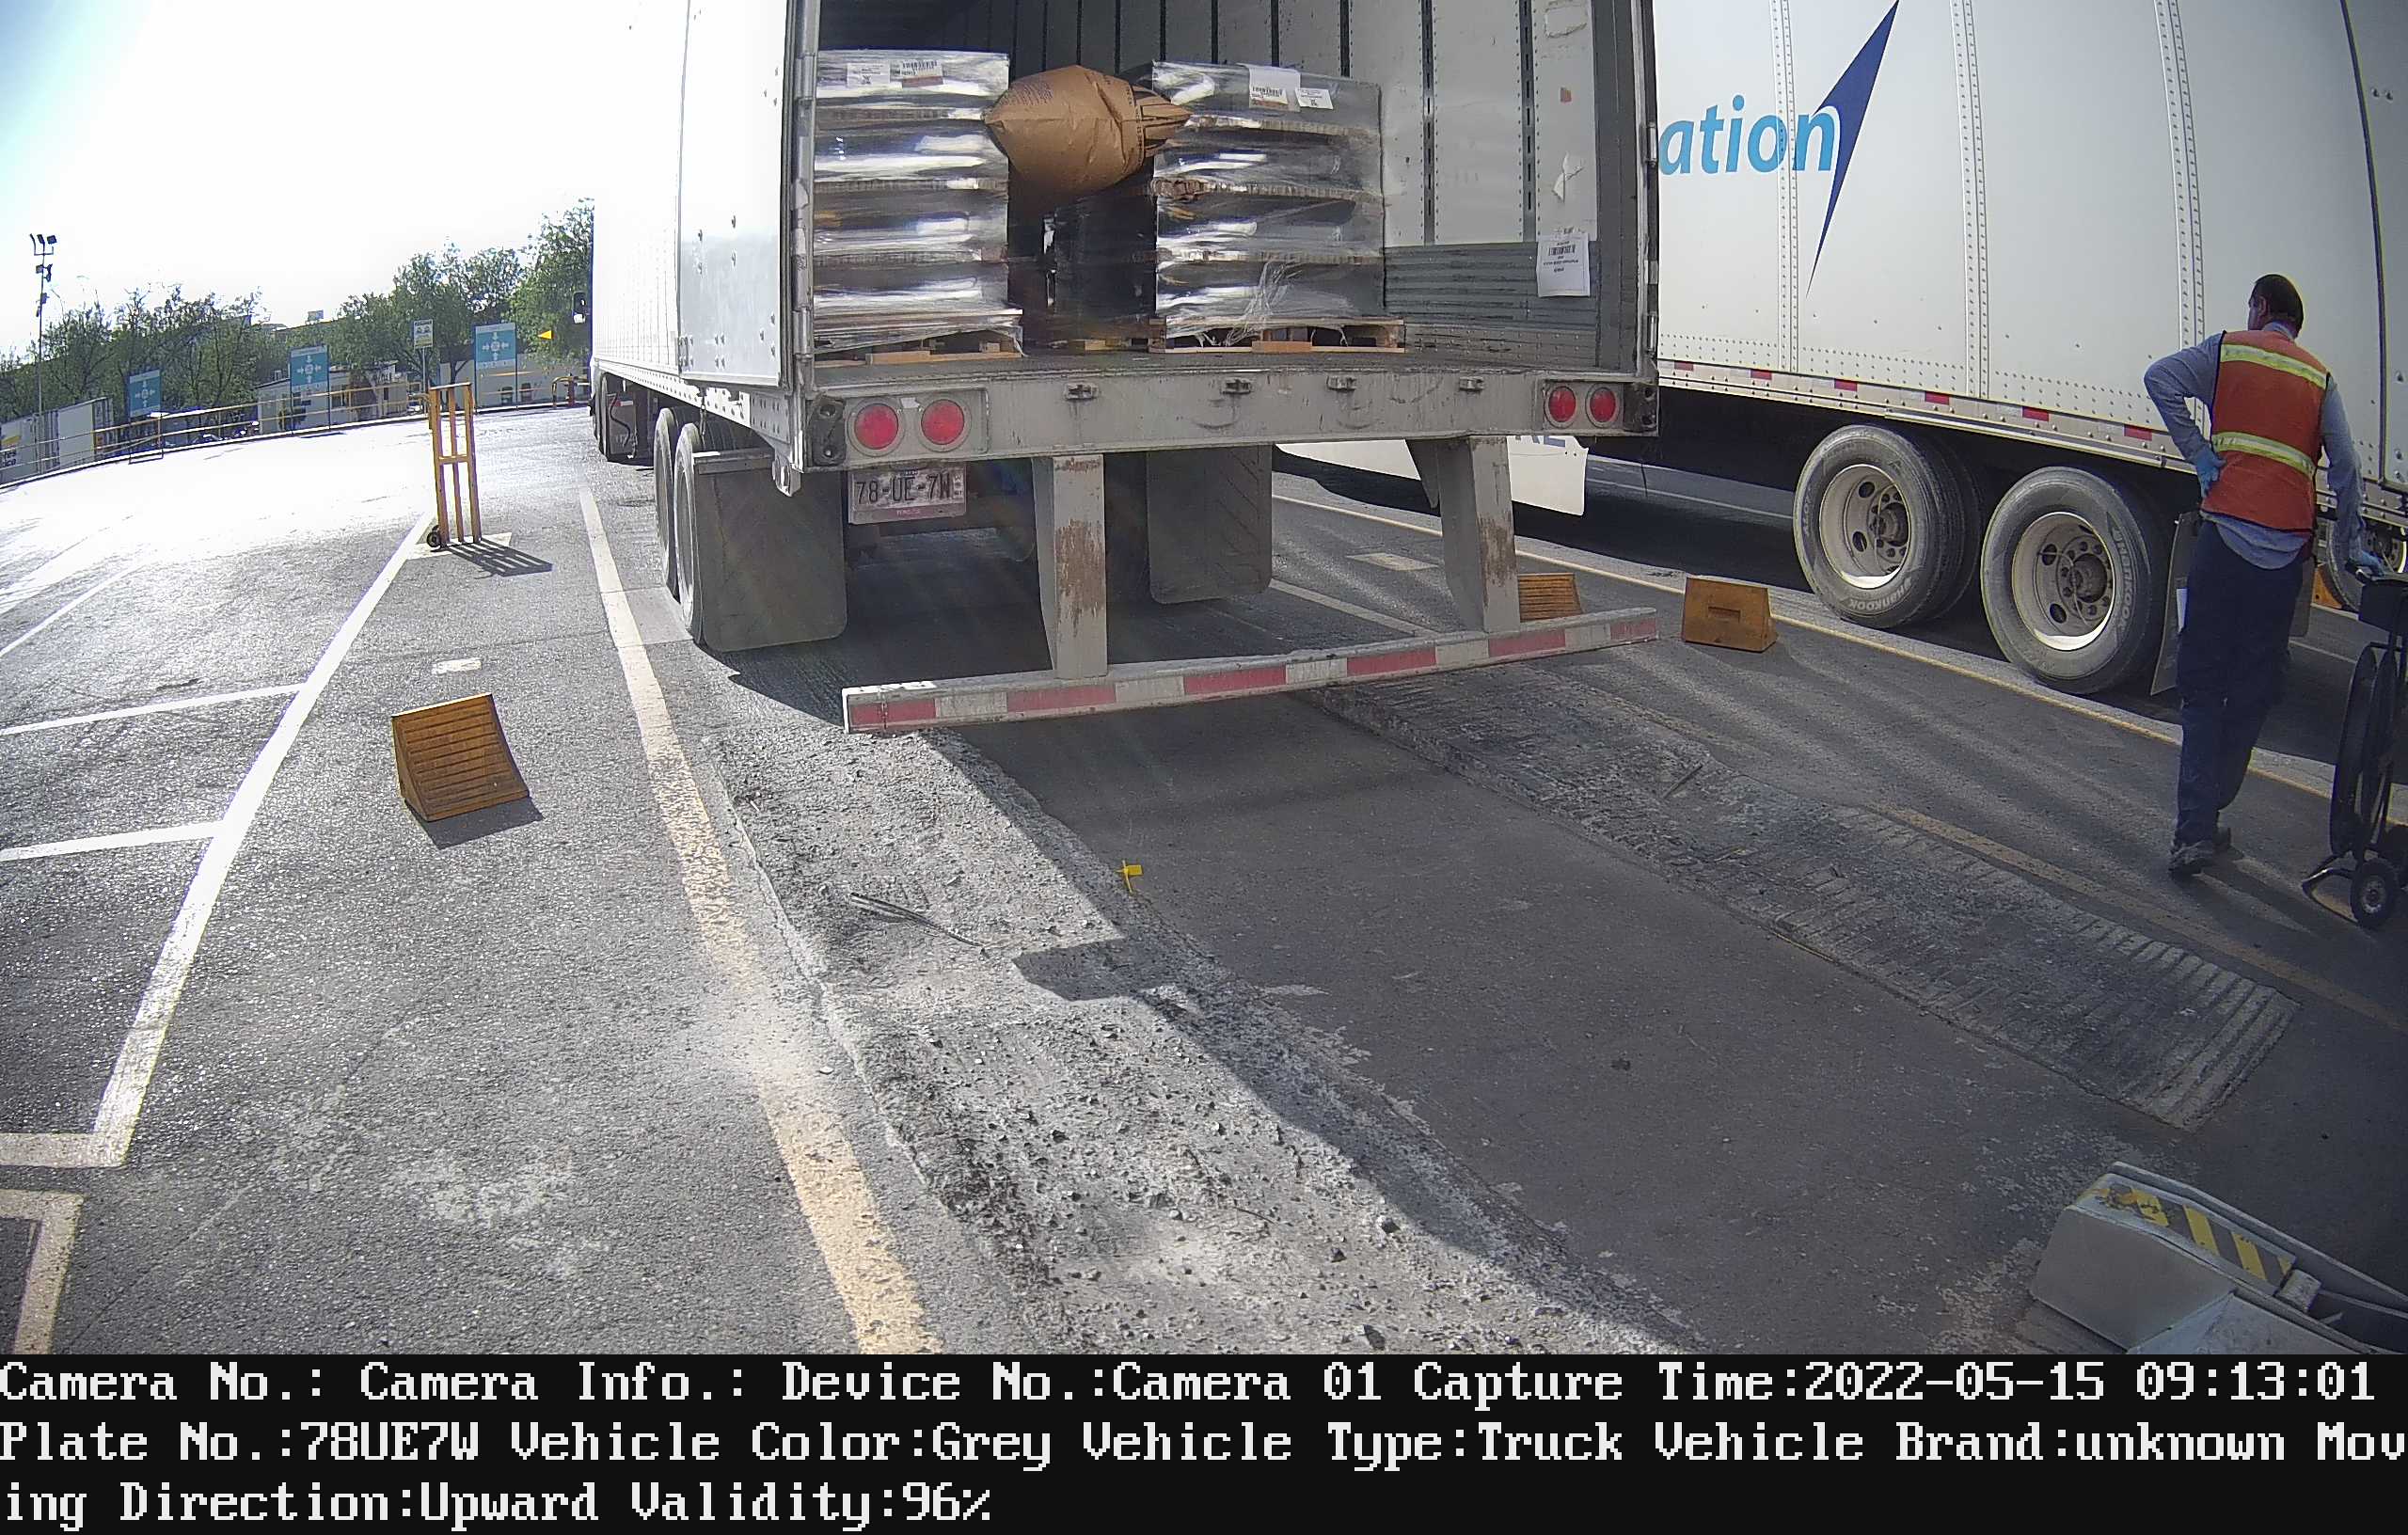 ation
78-UE-7W
HANKOOK
HANKOOK
Camera No.: Camera Info.: Device No.:Camera 01 Capture Time:2022-05-15 09:13:01
Plate No.:78UE7W Vehicle Color:Grey Vehicle Type:Truck Vehicle Brand:unknown Mov
ing Direction:Upward Validity:96%